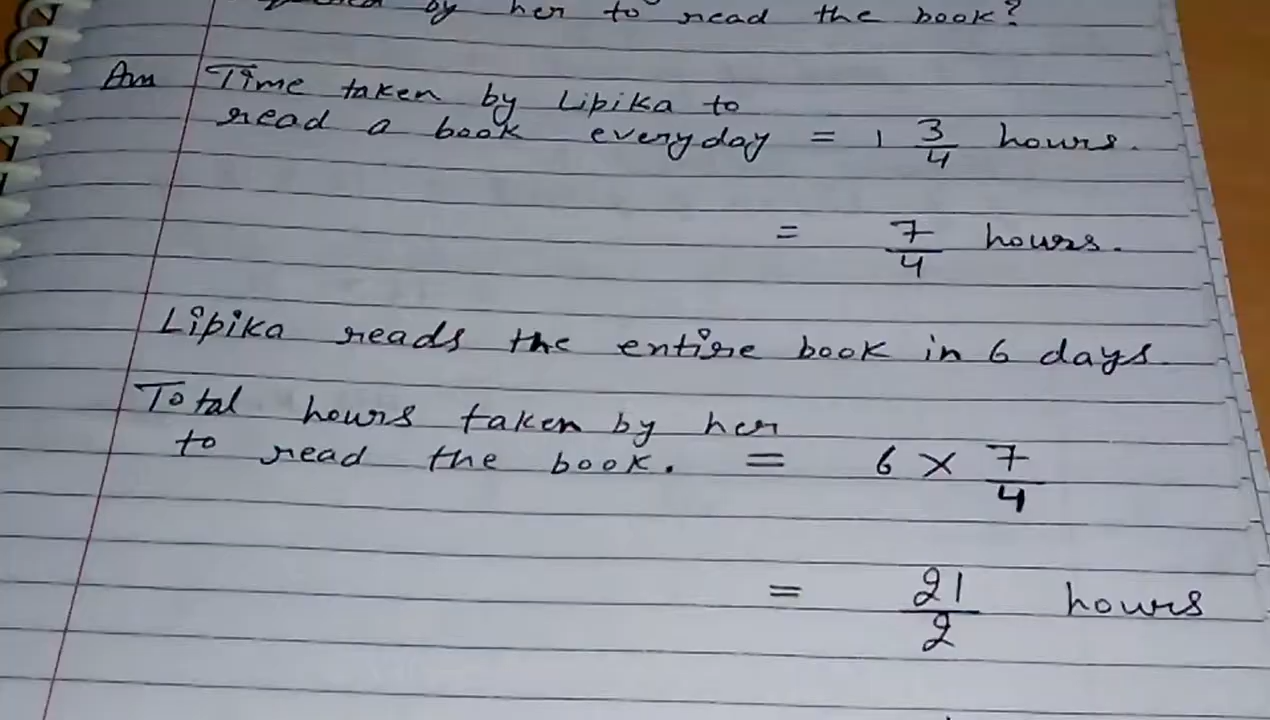 by her to read the book?
Ans Time taken by Lipika to
read a book everyday = 1 3/4 hours.
= 7/4 hours.
Lipika reads the entire book in 6 days
Total hours taken by her
to read the book. = 6 × 7/4
= 21/2 hours